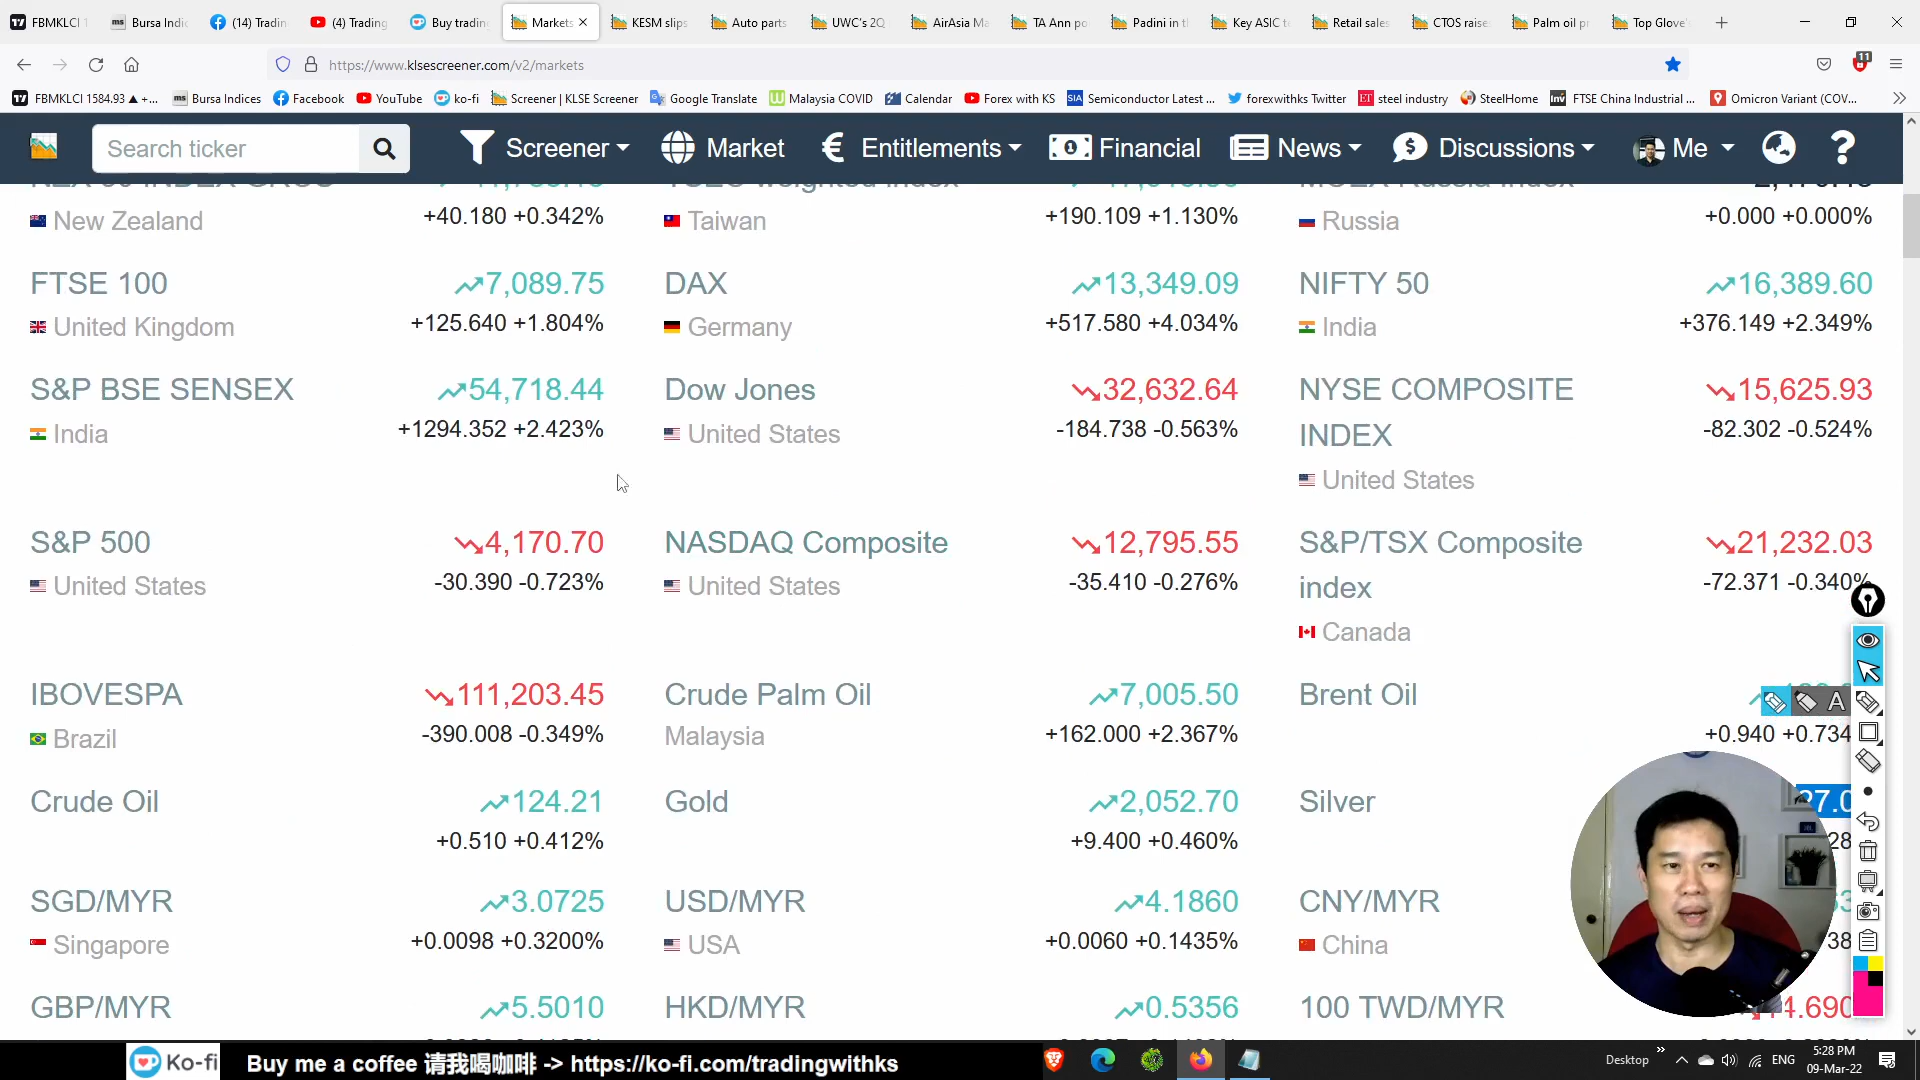 FBMKLCI 1
Bursa Indic
(14) Tradin
(4) Trading
Buy trading
Markets
KESM slips
Auto parts
UWC's 2Q
AirAsia Ma
TA Ann po
Padini in t
Key ASIC t
Retail sales
CTOS raise
Palm oil p
Top Glove'
https://www.klsescreener.com/v2/markets
11
FBMKLCI 1584.93 ▲ +...
Bursa Indices
Facebook
YouTube
ko-fi
Screener | KLSE Screener
Google Translate
Malaysia COVID
Calendar
Forex with KS
Semiconductor Latest ...
forexwithks Twitter
steel industry
SteelHome
FTSE China Industrial ...
Omicron Variant (COV...
Search ticker
Screener
Market
Entitlements
Financial
News
Discussions
Me
?
New Zealand
+40.180 +0.342%
Taiwan
+190.109 +1.130%
Russia
+0.000 +0.000%
FTSE 100
7,089.75
United Kingdom
+125.640 +1.804%
DAX
13,349.09
Germany
+517.580 +4.034%
NIFTY 50
16,389.60
India
+376.149 +2.349%
S&P BSE SENSEX
54,718.44
India
+1294.352 +2.423%
Dow Jones
32,632.64
United States
-184.738 -0.563%
NYSE COMPOSITE
INDEX
15,625.93
United States
-82.302 -0.524%
S&P 500
4,170.70
United States
-30.390 -0.723%
NASDAQ Composite
12,795.55
United States
-35.410 -0.276%
S&P/TSX Composite
index
21,232.03
Canada
-72.371 -0.340%
IBOVESPA
111,203.45
Brazil
-390.008 -0.349%
Crude Palm Oil
7,005.50
Malaysia
+162.000 +2.367%
Brent Oil
+0.940 +0.734
Crude Oil
124.21
+0.510 +0.412%
Gold
2,052.70
+9.400 +0.460%
Silver
SGD/MYR
3.0725
Singapore
+0.0098 +0.3200%
USD/MYR
4.1860
USA
+0.0060 +0.1435%
CNY/MYR
China
GBP/MYR
5.5010
HKD/MYR
0.5356
100 TWD/MYR
A
Ko-fi
Buy me a coffee 请我喝咖啡 -> https://ko-fi.com/tradingwithks
Desktop
ENG
5:28 PM
09-Mar-22